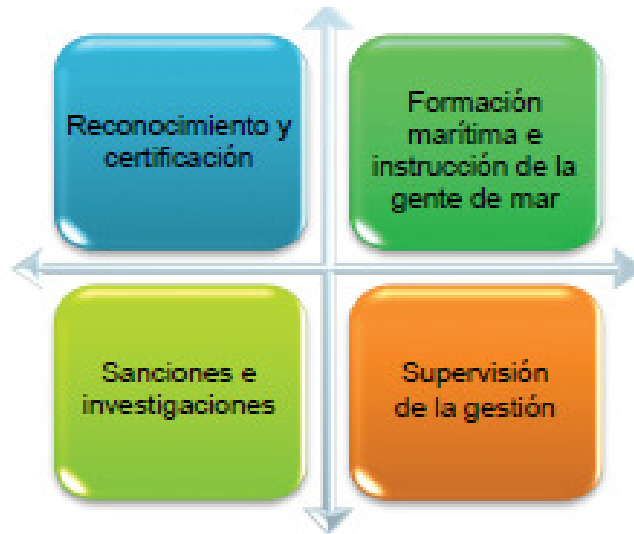 Reconocimiento y
certificación
Formación
marítima e
instrucción de la
gente de mar
Sanciones e
investigaciones
Supervisión
de la gestión